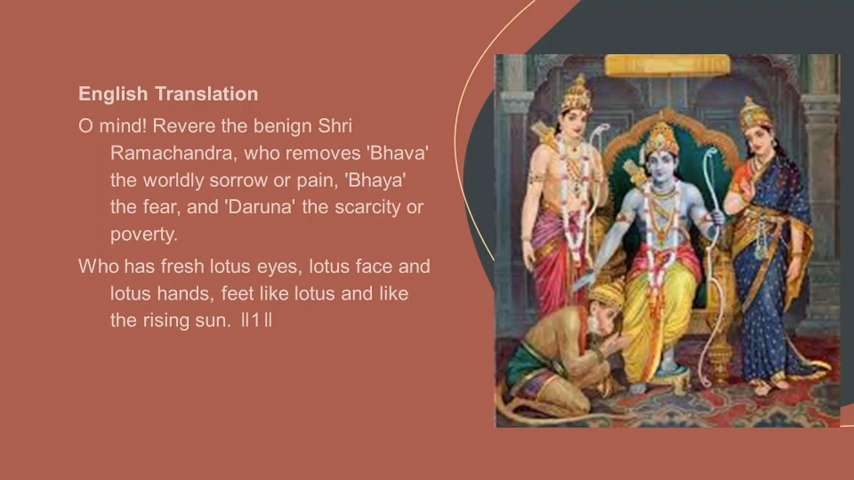 English Translation
O mind! Revere the benign Shri
Ramachandra, who removes 'Bhava'
the worldly sorrow or pain, 'Bhaya'
the fear, and 'Daruna' the scarcity or
poverty.
Who has fresh lotus eyes, lotus face and
lotus hands, feet like lotus and like
the rising sun. ॥1॥